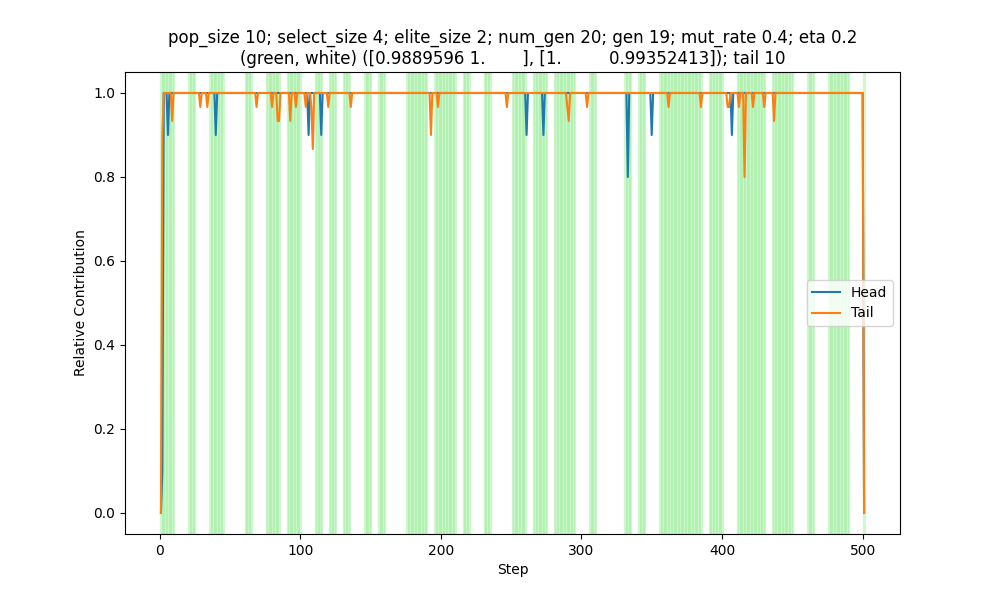 pop_size 10; select_size 4; elite_size 2; num_gen 20; gen 19; mut_rate 0.4; eta 0.2
(green, white) ([0.9889596 1.        ], [1.         0.99352413]); tail 10
1.0
0.8
0.6
0.4
0.2
0.0
Relative Contribution
Head
Tail
0 100 200 300 400 500
Step